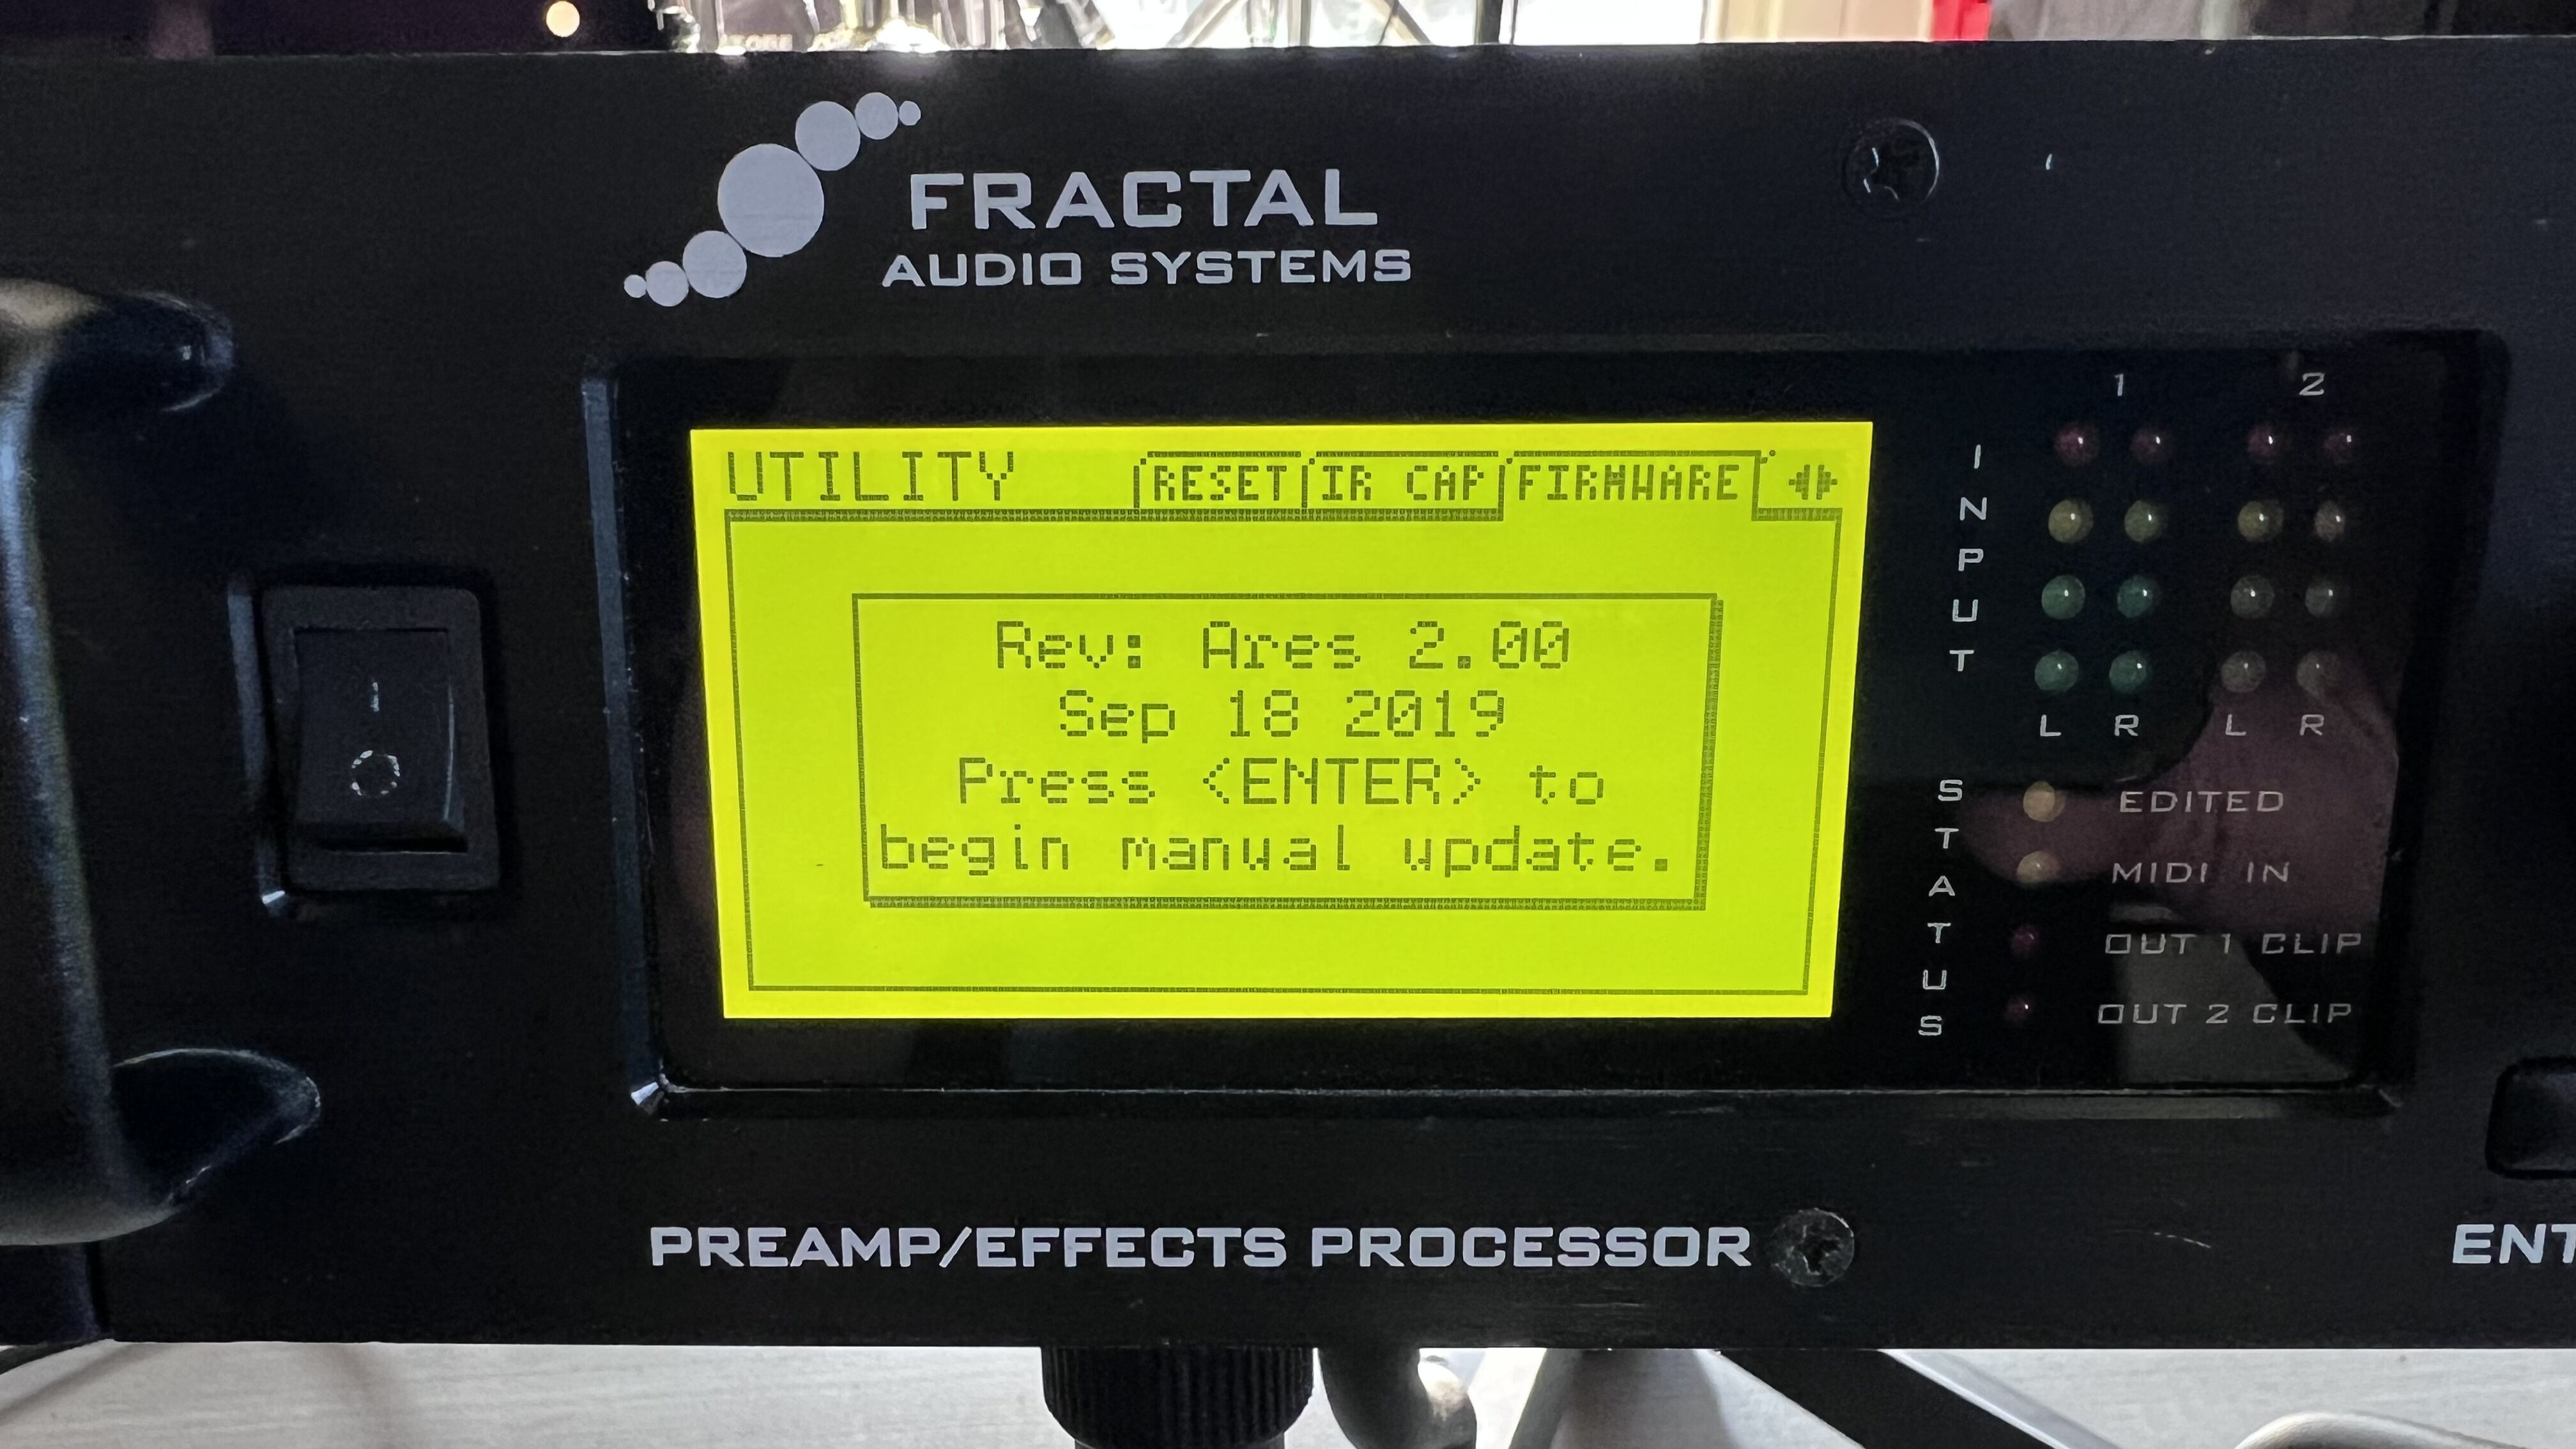 FRACTAL
AUDIO SYSTEMS
UTILITY RESET IR CAP FIRMWARE
Rev: Ares 2.00
Sep 18 2019
Press <ENTER> to
begin manual update.
1 2
INPUT
L R L R
STATUS
EDITED
MIDI IN
OUT 1 CLIP
OUT 2 CLIP
PREAMP/EFFECTS PROCESSOR
ENT